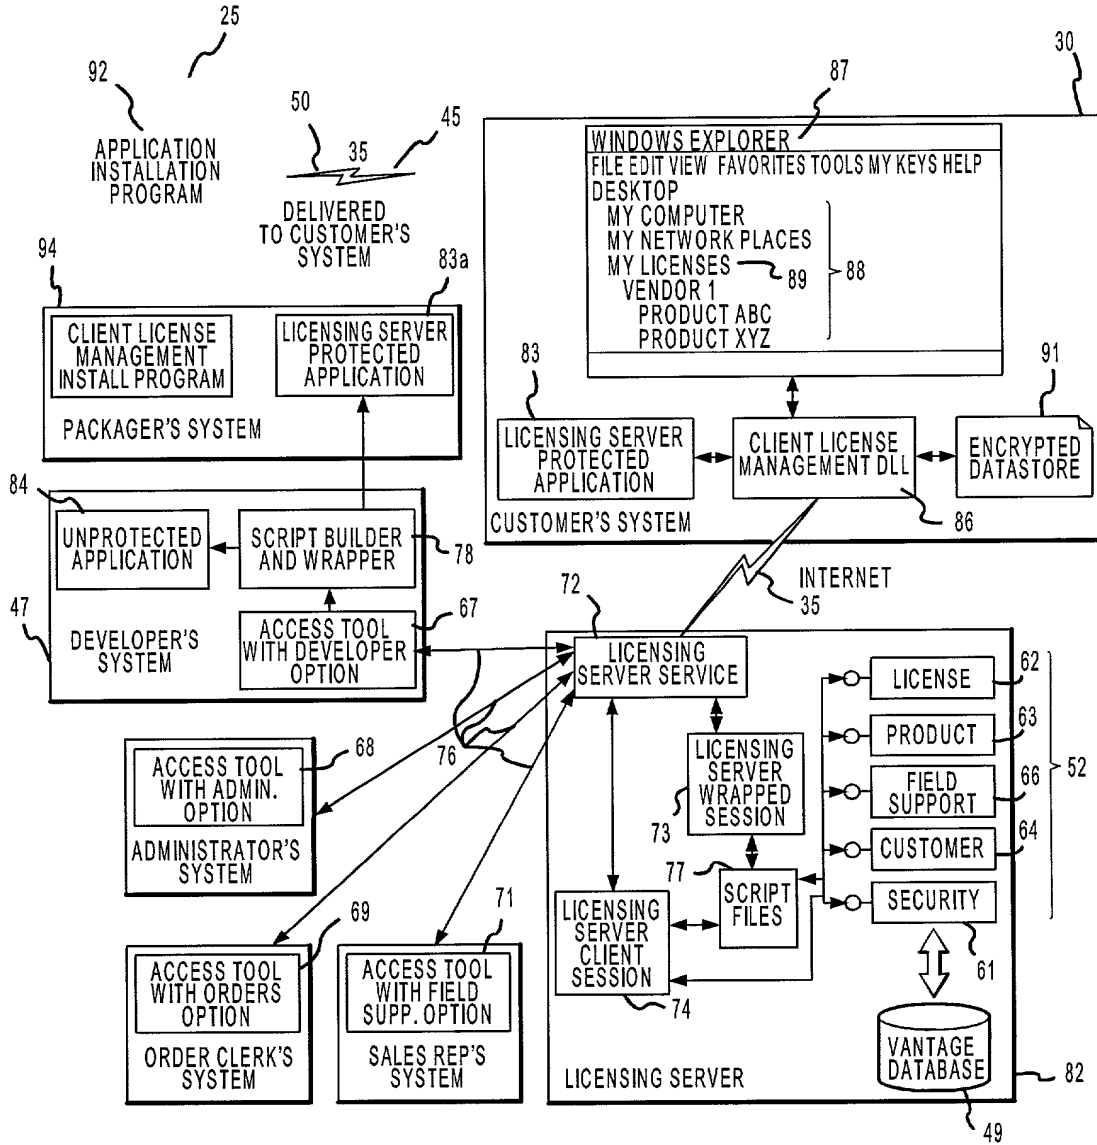 25
92
APPLICATION
INSTALLATION
PROGRAM
50
35
45
DELIVERED
TO CUSTOMER'S
SYSTEM
30
87
WINDOWS EXPLORER
FILE EDIT VIEW FAVORITES TOOLS MY KEYS HELP
DESKTOP
MY COMPUTER
MY NETWORK PLACES
MY LICENSES
89
88
VENDOR 1
PRODUCT ABC
PRODUCT XYZ
94
83a
CLIENT LICENSE
MANAGEMENT
INSTALL PROGRAM
LICENSING SERVER
PROTECTED
APPLICATION
PACKAGER'S SYSTEM
83
LICENSING SERVER
PROTECTED
APPLICATION
CLIENT LICENSE
MANAGEMENT DLL
86
91
ENCRYPTED
DATASTORE
CUSTOMER'S SYSTEM
84
UNPROTECTED
APPLICATION
SCRIPT BUILDER
AND WRAPPER
78
47
DEVELOPER'S
SYSTEM
67
ACCESS TOOL
WITH DEVELOPER
OPTION
INTERNET
35
72
LICENSING
SERVER SERVICE
76
68
ACCESS TOOL
WITH ADMIN.
OPTION
ADMINISTRATOR'S
SYSTEM
LICENSING
SERVER
WRAPPED
SESSION
73
77
SCRIPT
FILES
LICENSING
SERVER
CLIENT
SESSION
74
62
LICENSE
63
PRODUCT
66
FIELD
SUPPORT
64
CUSTOMER
SECURITY
61
52
69
ACCESS TOOL
WITH ORDERS
OPTION
ORDER CLERK'S
SYSTEM
71
ACCESS TOOL
WITH FIELD
SUPP. OPTION
SALES REP'S
SYSTEM
VANTAGE
DATABASE
49
LICENSING SERVER
82